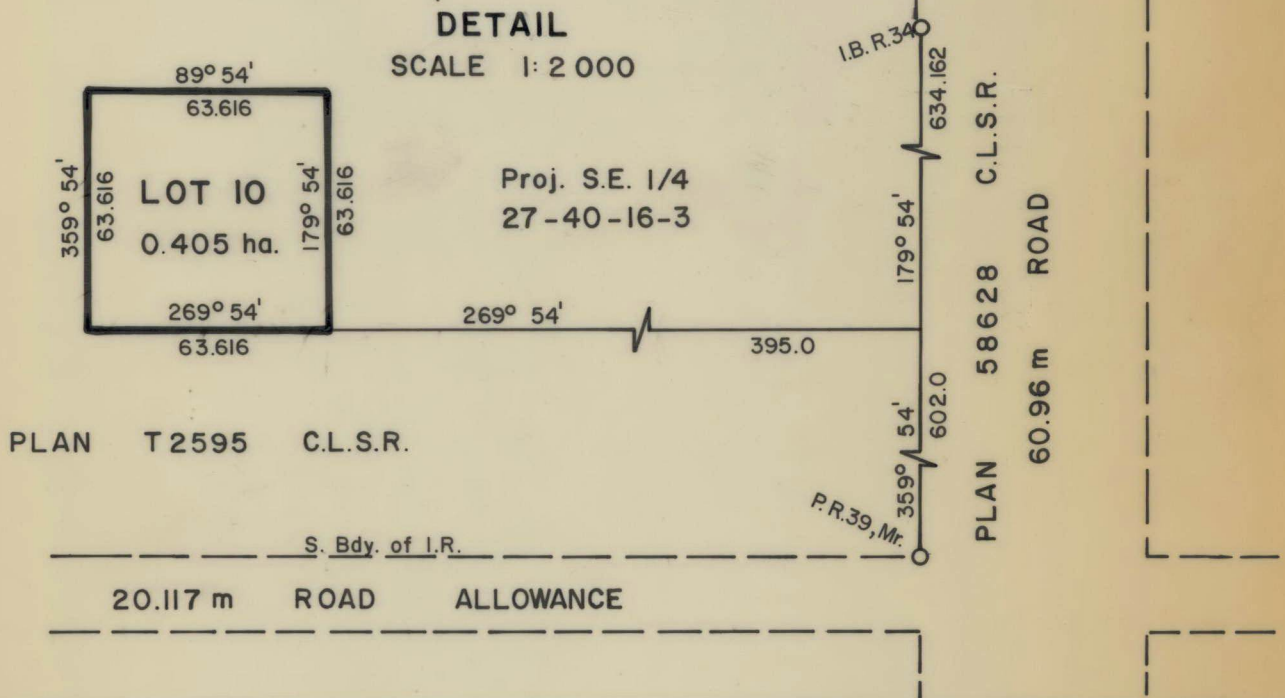 DETAIL
SCALE 1: 2 000
I.B. R.34
634.162
89° 54'
63.616
359° 54'
63.616
LOT 10
0.405 ha.
179° 54'
63.616
269° 54'
63.616
Proj. S.E. 1/4
27-40-16-3
269° 54'
395.0
179° 54'
359° 54'
602.0
PLAN 58628 C.L.S.R.
60.96 m ROAD
PLAN T2595 C.L.S.R.
P. R.39, Mr.
S. Bdy. of I.R.
20.117 m ROAD ALLOWANCE